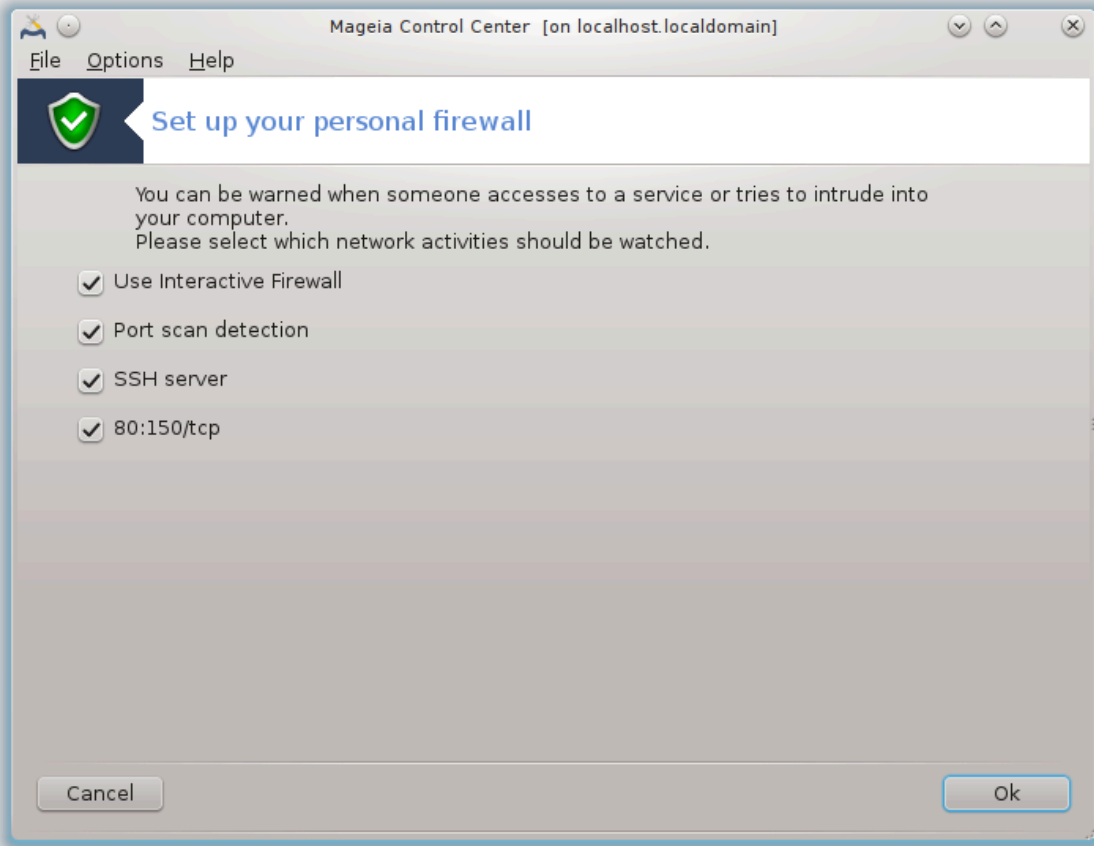 Mageia Control Center [on localhost.localdomain]
File Options Help
Set up your personal firewall
You can be warned when someone accesses to a service or tries to intrude into
your computer.
Please select which network activities should be watched.
Use Interactive Firewall
Port scan detection
SSH server
80:150/tcp
Cancel Ok